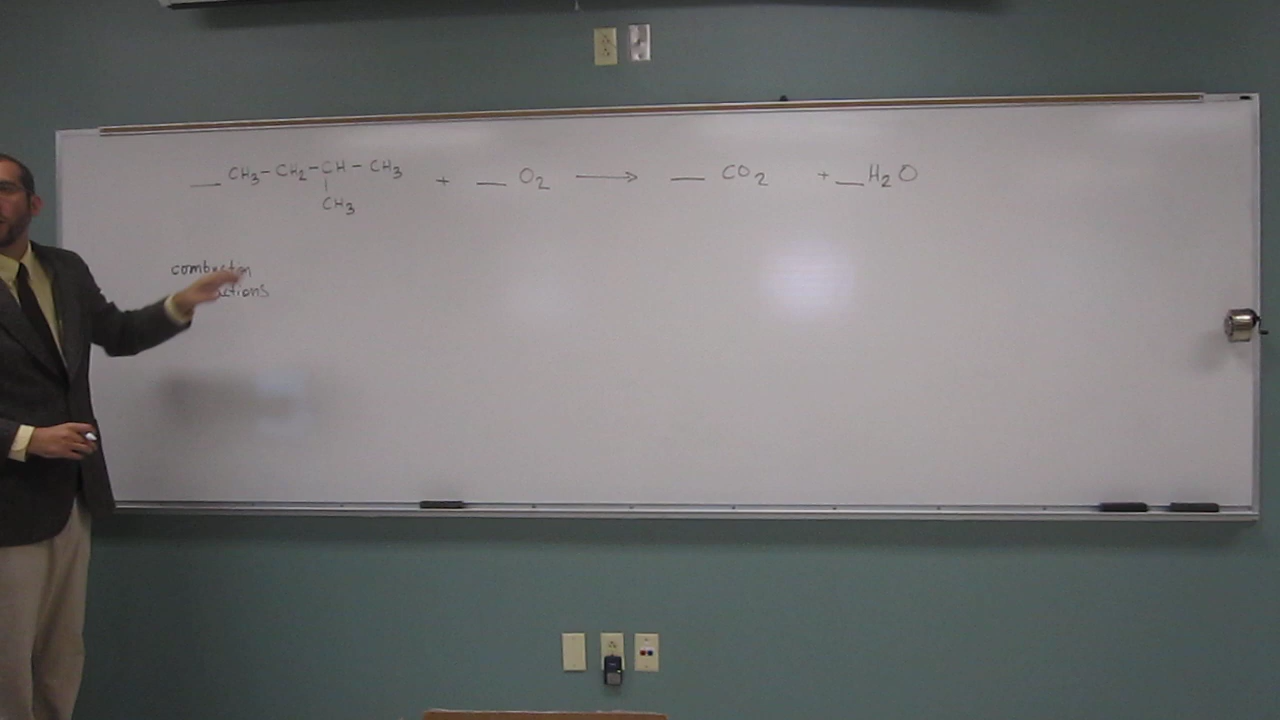 __ CH3-CH2-CH-CH3 + __ O2 ⟶ __ CO2 + __ H2O
|
CH3
combustion